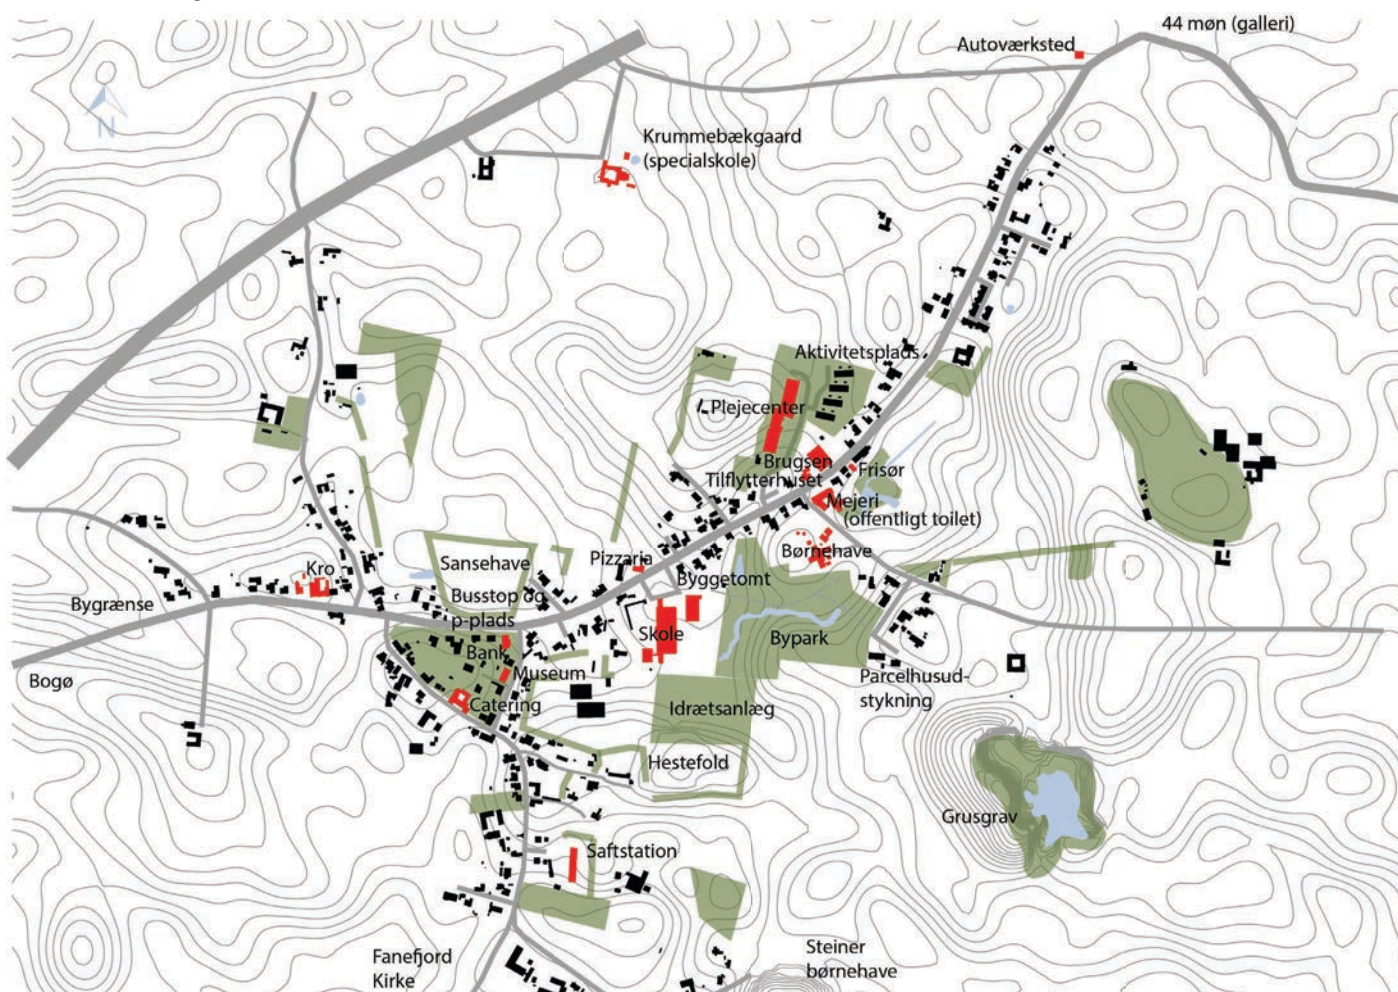 44 møn (galleri)
Autoværksted
N
Krummebækgaard
(specialskole)
Aktivitetsplads
Plejecenter
Brugsen
Frisør
Tilflytterhuset
Mejeri
(offentligt toilet)
Børnehave
Pizzaria
Byggetomt
Sansehave
Kro
Busstop og
p-plads
Bygrænse
Skole
Bypark
Bank
Museum
Bogø
Parcelhusud-
stykning
Catering
Idrætsanlæg
Hestefold
Grusgrav
Saftstation
Fanefjord
Kirke
Steiner
børnehave